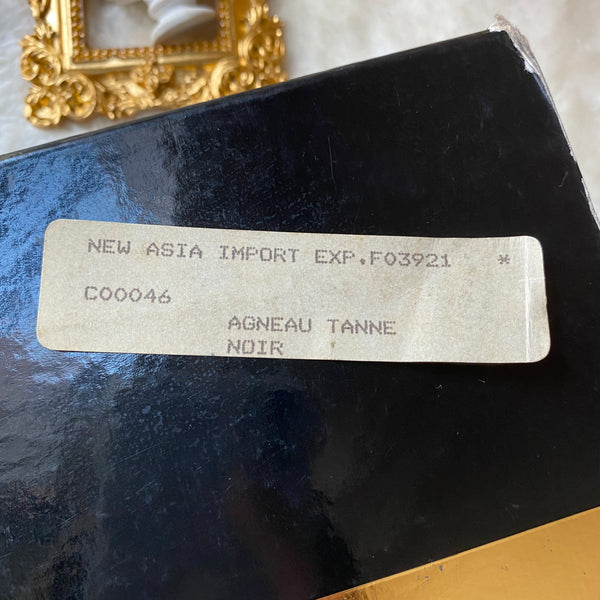 NEW ASIA IMPORT EXP.F03921 *
C00046
AGNEAU TANNE
NOIR